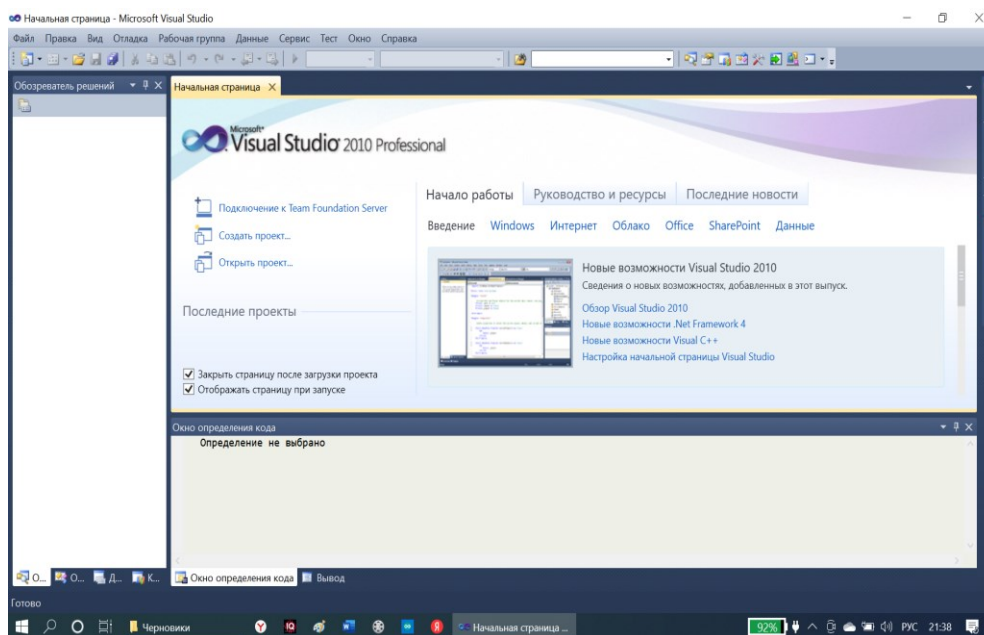 Начальная страница - Microsoft Visual Studio
Файл Правка Вид Отладка Рабочая группа Данные Сервис Тест Окно Справка
Обозреватель решений
Начальная страница
Microsoft
Visual Studio 2010 Professional
Подключение к Team Foundation Server
Создать проект...
Открыть проект...
Последние проекты
Закрыть страницу после загрузки проекта
Отображать страницу при запуске
Начало работы Руководство и ресурсы Последние новости
Введение Windows Интернет Облако Office SharePoint Данные
Новые возможности Visual Studio 2010
Сведения о новых возможностях, добавленных в этот выпуск.
Обзор Visual Studio 2010
Новые возможности .Net Framework 4
Новые возможности Visual C++
Настройка начальной страницы Visual Studio
Окно определения кода
Определение не выбрано
О... О... Д... К...
Окно определения кода Вывод
Готово
Черновики
Начальная страница ...
92% РУС 21:38